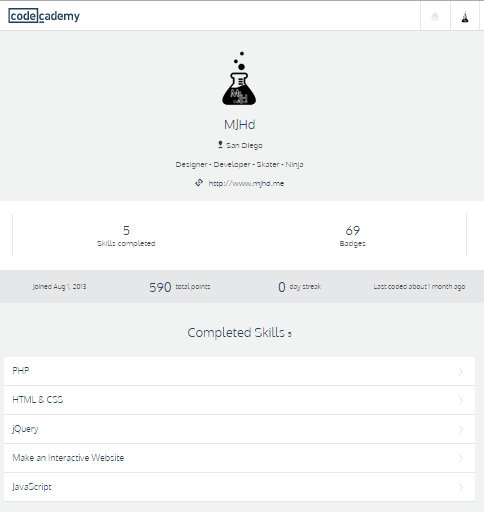 codecademy
MJHd
San Diego
Designer - Developer - Skater - Ninja
http://www.mjhd.me
5
Skills completed
69
Badges
Joined Aug 1, 2013
590 total points
0 day streak
Last coded about 1 month ago
Completed Skills 5
PHP
HTML & CSS
jQuery
Make an Interactive Website
JavaScript